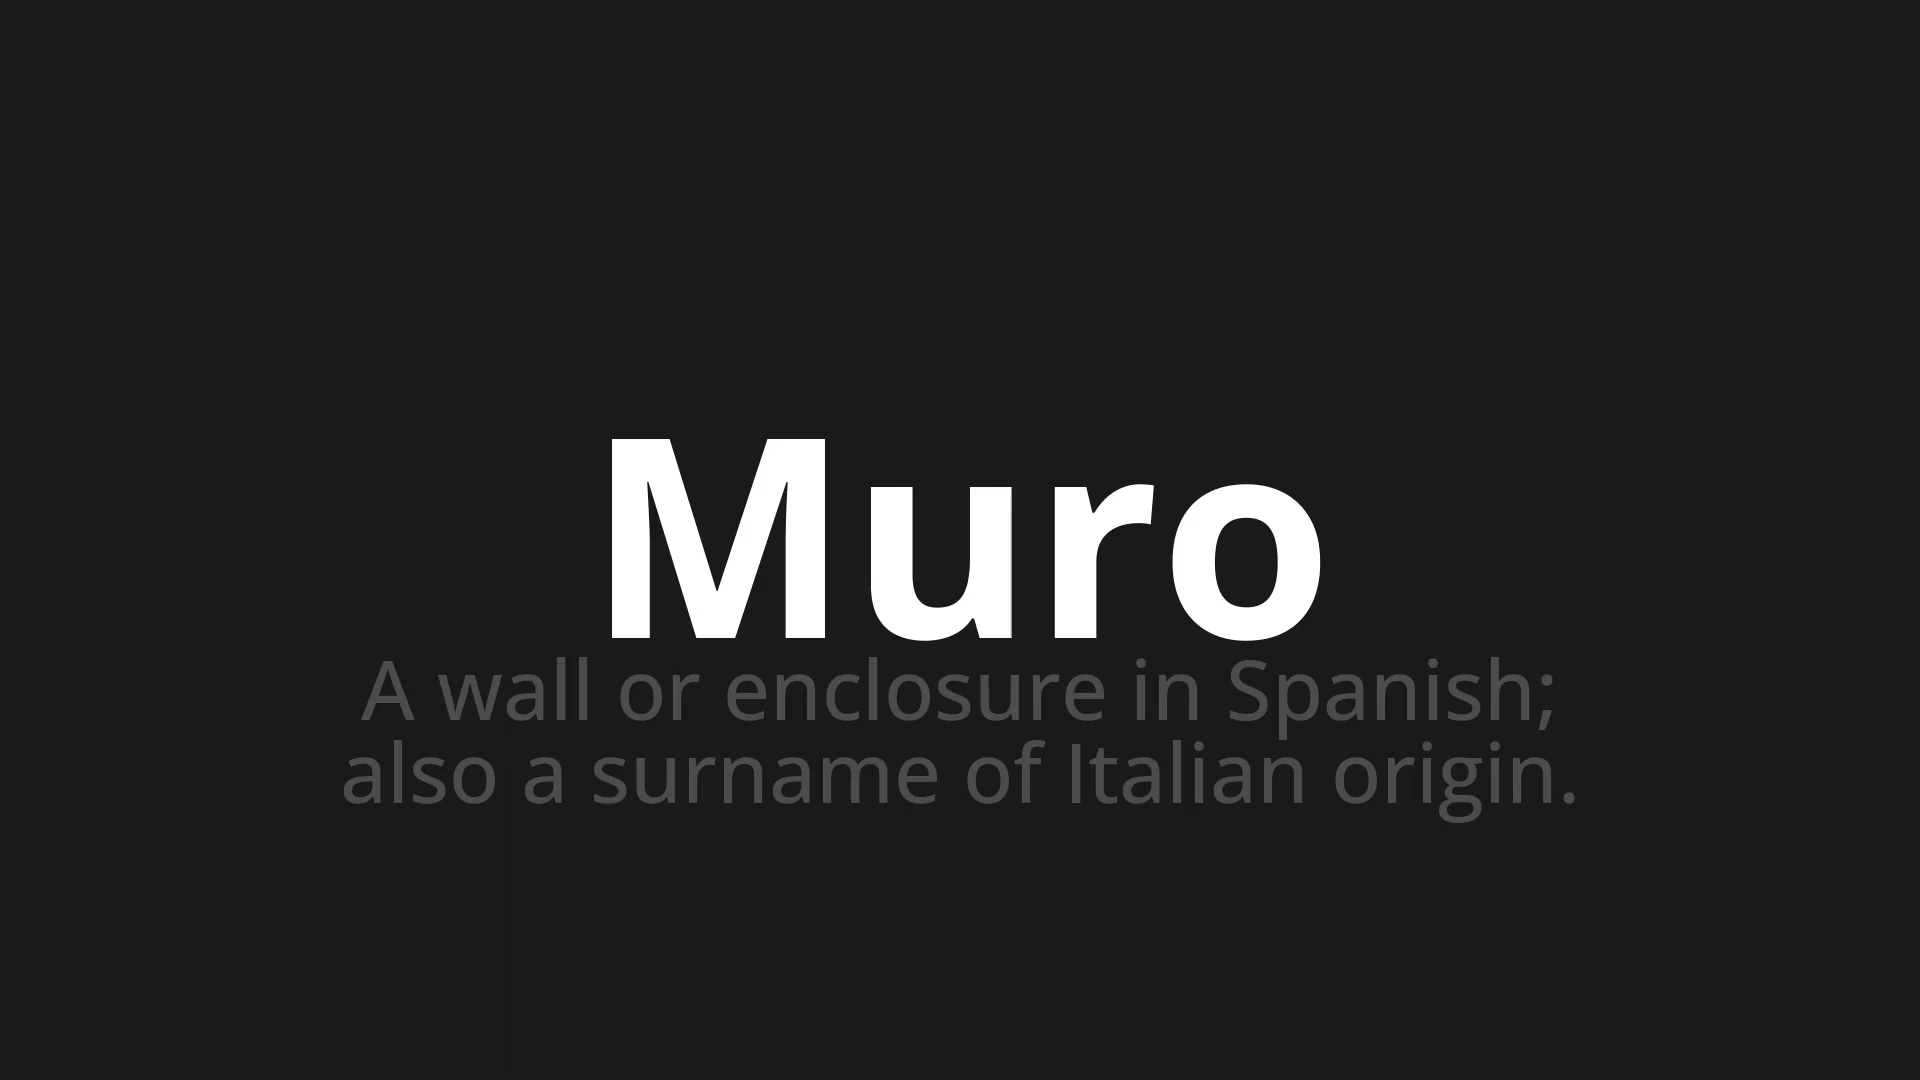 Muro
A wall or enclosure in Spanish;
also a surname of Italian origin.